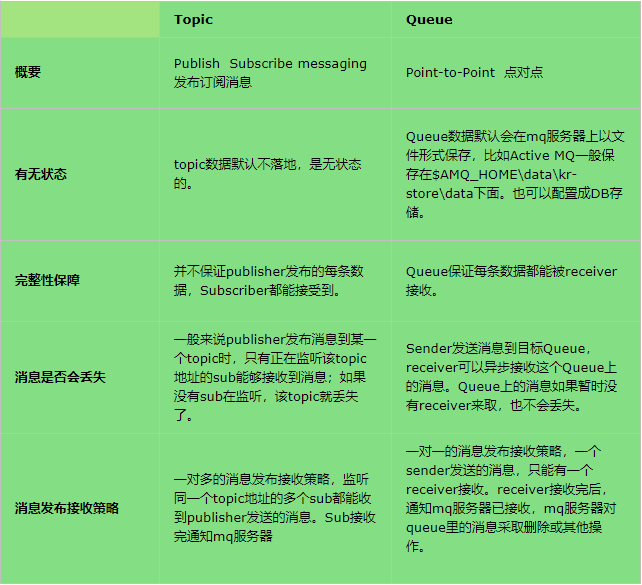 Topic
Queue
概要
Publish Subscribe messaging
发布订阅消息
Point-to-Point 点对点
有无状态
topic数据默认不落地，是无状态
的。
Queue数据默认会在mq服务器上以文
件形式保存，比如Active MQ一般保
存在$AMQ_HOME\data\kr-
store\data下面。也可以配置成DB存
储。
完整性保障
并不保证publisher发布的每条数
据，Subscriber都能接受到。
Queue保证每条数据都能被receiver
接收。
消息是否会丢失
一般来说publisher发布消息到某一
个topic时，只有正在监听该topic
地址的sub能够接收到消息；如果
没有sub在监听，该topic就丢失
了。
Sender发送消息到目标Queue，
receiver可以异步接收这个Queue上
的消息。Queue上的消息如果暂时没
有receiver来取，也不会丢失。
消息发布接收策略
一对多的消息发布接收策略，监听
同一个topic地址的多个sub都能收
到publisher发送的消息。Sub接收
完通知mq服务器
一对一的消息发布接收策略，一个
sender发送的消息，只能有一个
receiver接收。receiver接收完后，
通知mq服务器已接收，mq服务器对
queue里的消息采取删除或其他操
作。